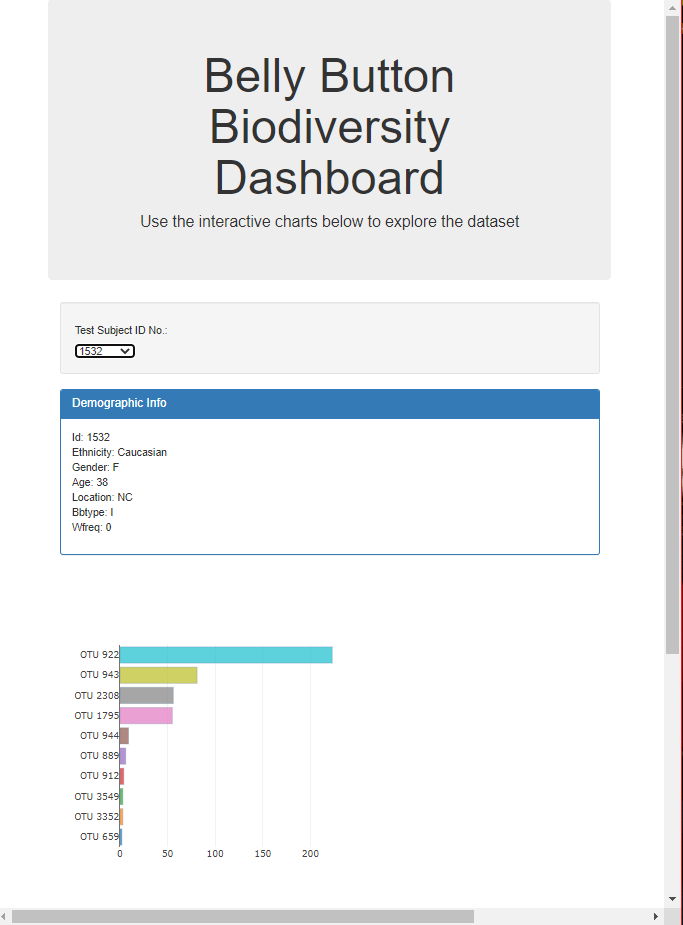 Belly Button
Biodiversity
Dashboard
Use the interactive charts below to explore the dataset
Test Subject ID No.:
1532
Demographic Info
Id: 1532
Ethnicity: Caucasian
Gender: F
Age: 38
Location: NC
Bbtype: I
Wfreq: 0
OTU 922
OTU 943
OTU 2308
OTU 1795
OTU 944
OTU 889
OTU 912
OTU 3549
OTU 3352
OTU 659
0 50 100 150 200